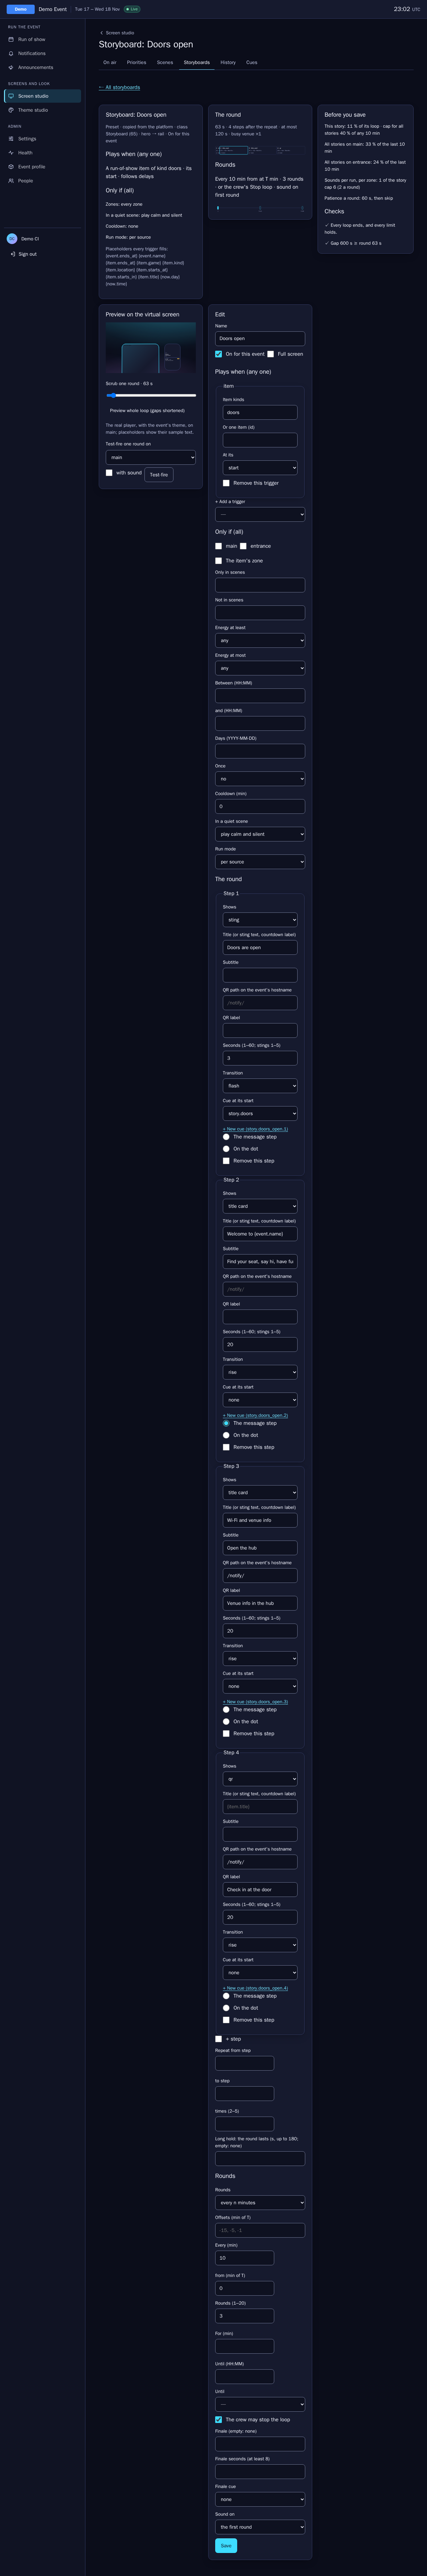 Demo
Demo Event
Tue 17 – Wed 18 Nov
Live
23:02 UTC
RUN THE EVENT
Run of show
Notifications
Announcements
SCREENS AND LOOK
Screen studio
Theme studio
ADMIN
Settings
Health
Event profile
People
DC
Demo CI
Sign out
Screen studio
Storyboard: Doors open
On air
Priorities
Scenes
Storyboards
History
Cues
← All storyboards
Storyboard: Doors open
Preset · copied from the platform · class
Storyboard (65) · hero → rail · On for this
event
Plays when (any one)
A run-of-show item of kind doors · its
start · follows delays
Only if (all)
Zones: every zone
In a quiet scene: play calm and silent
Cooldown: none
Run mode: per source
Placeholders every trigger fills:
{event.ends_at} {event.name}
{item.ends_at} {item.game} {item.kind}
{item.location} {item.starts_at}
{item.starts_in} {item.title} {now.day}
{now.time}
The round
63 s · 4 steps after the repeat · at most
120 s · busy venue ×1
Rounds
Every 10 min from at T min · 3 rounds
· or the crew's Stop loop · sound on
first round
Before you save
This story: 11 % of its loop · cap for all
stories 40 % of any 10 min
All stories on main: 33 % of the last 10
min
All stories on entrance: 24 % of the last
10 min
Sounds per run, per zone: 1 of the story
cap 8 (2 a round)
Patience a round: 60 s, then skip
Checks
✓ Every loop ends, and every limit
holds.
✓ Gap 600 s ≥ round 63 s
Preview on the virtual screen
Scrub one round · 63 s
Preview whole loop (gaps shortened)
The real player, with the event's theme, on
main; placeholders show their sample text.
Test-fire one round on
main
with sound
Test-fire
Edit
Name
Doors open
On for this event
Full screen
Plays when (any one)
item
Item kinds
doors
Or one item (id)
At its
start
Remove this trigger
+ Add a trigger
—
Only if (all)
main
entrance
The item's zone
Only in scenes
Not in scenes
Energy at least
any
Energy at most
any
Between (HH:MM)
and (HH:MM)
Days (YYYY-MM-DD)
Once
no
Cooldown (min)
0
In a quiet scene
play calm and silent
Run mode
per source
The round
Step 1
Shows
sting
Title (or sting text, countdown label)
Doors are open
Subtitle
QR path on the event's hostname
/notify/
QR label
Seconds (1–60; stings 1–5)
3
Transition
flash
Cue at its start
story.doors
+ New cue (story.doors_open.1)
The message step
On the dot
Remove this step
Step 2
Shows
title card
Title (or sting text, countdown label)
Welcome to {event.name}
Subtitle
Find your seat, say hi, have fu
QR path on the event's hostname
/notify/
QR label
Seconds (1–60; stings 1–5)
20
Transition
rise
Cue at its start
none
+ New cue (story.doors_open.2)
The message step
On the dot
Remove this step
Step 3
Shows
title card
Title (or sting text, countdown label)
Wi-Fi and venue info
Subtitle
Open the hub
QR path on the event's hostname
/notify/
QR label
Venue info in the hub
Seconds (1–60; stings 1–5)
20
Transition
rise
Cue at its start
none
+ New cue (story.doors_open.3)
The message step
On the dot
Remove this step
Step 4
Shows
qr
Title (or sting text, countdown label)
{item.title}
Subtitle
QR path on the event's hostname
/notify/
QR label
Check in at the door
Seconds (1–60; stings 1–5)
20
Transition
rise
Cue at its start
none
+ New cue (story.doors_open.4)
The message step
On the dot
Remove this step
+ step
Repeat from step
to step
times (2–5)
Long hold: the round lasts (s, up to 180;
empty: none)
Rounds
Rounds
every n minutes
Offsets (min of T)
-15, -5, -1
Every (min)
10
from (min of T)
0
Rounds (1–20)
3
For (min)
Until (HH:MM)
Until
—
The crew may stop the loop
Finale (empty: none)
Finale seconds (at least 8)
Finale cue
none
Sound on
the first round
Save